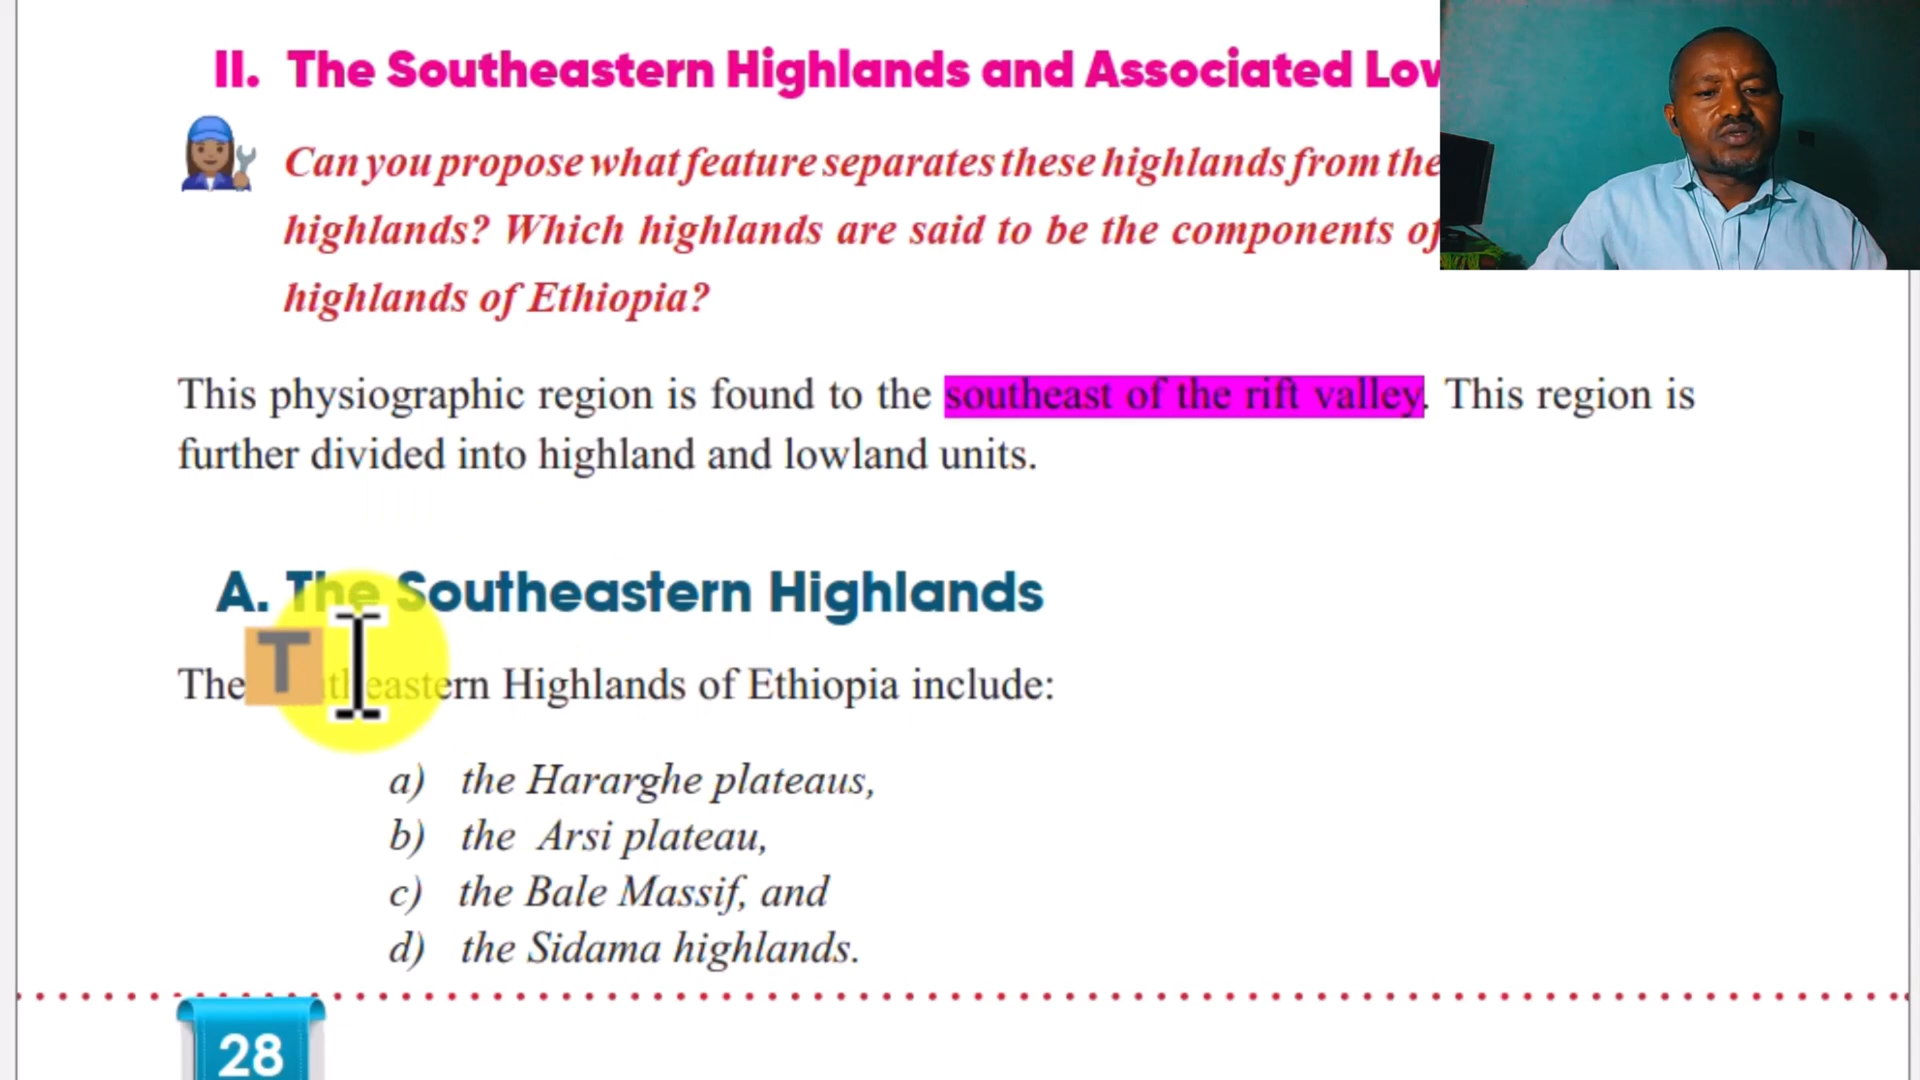 II. The Southeastern Highlands and Associated
Can you propose what feature separates these highlands from the
highlands? Which highlands are said to be the components of
highlands of Ethiopia?
This physiographic region is found to the southeast of the rift valley. This region is
further divided into highland and lowland units.
A. The Southeastern Highlands
T
The Highlands of Ethiopia include:
a) the Hararghe plateaus,
b) the Arsi plateau,
c) the Bale Massif, and
d) the Sidama highlands.
28